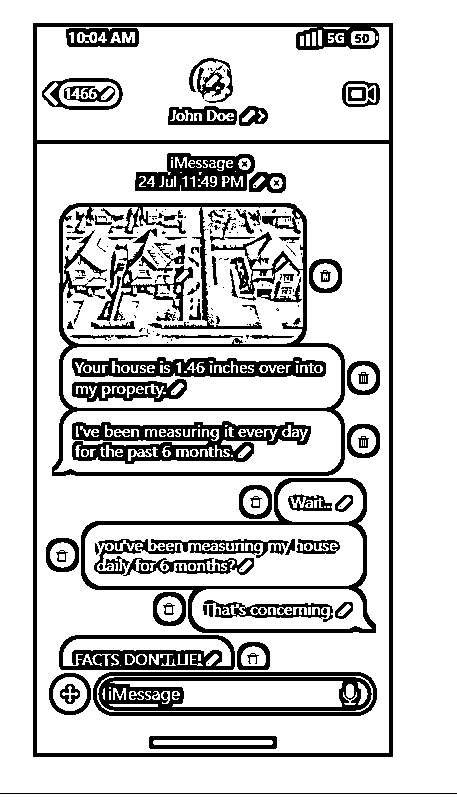 10:04 AM
5G 50
1466
John Doe
iMessage
24 Jul 11:49 PM
Your house is 1.46 inches over into
my property.
I've been measuring it every day
for the past 6 months.
Wait..
you've been measuring my house
daily for 6 months?
That's concerning.
FACTS DON'T LIE!
iMessage